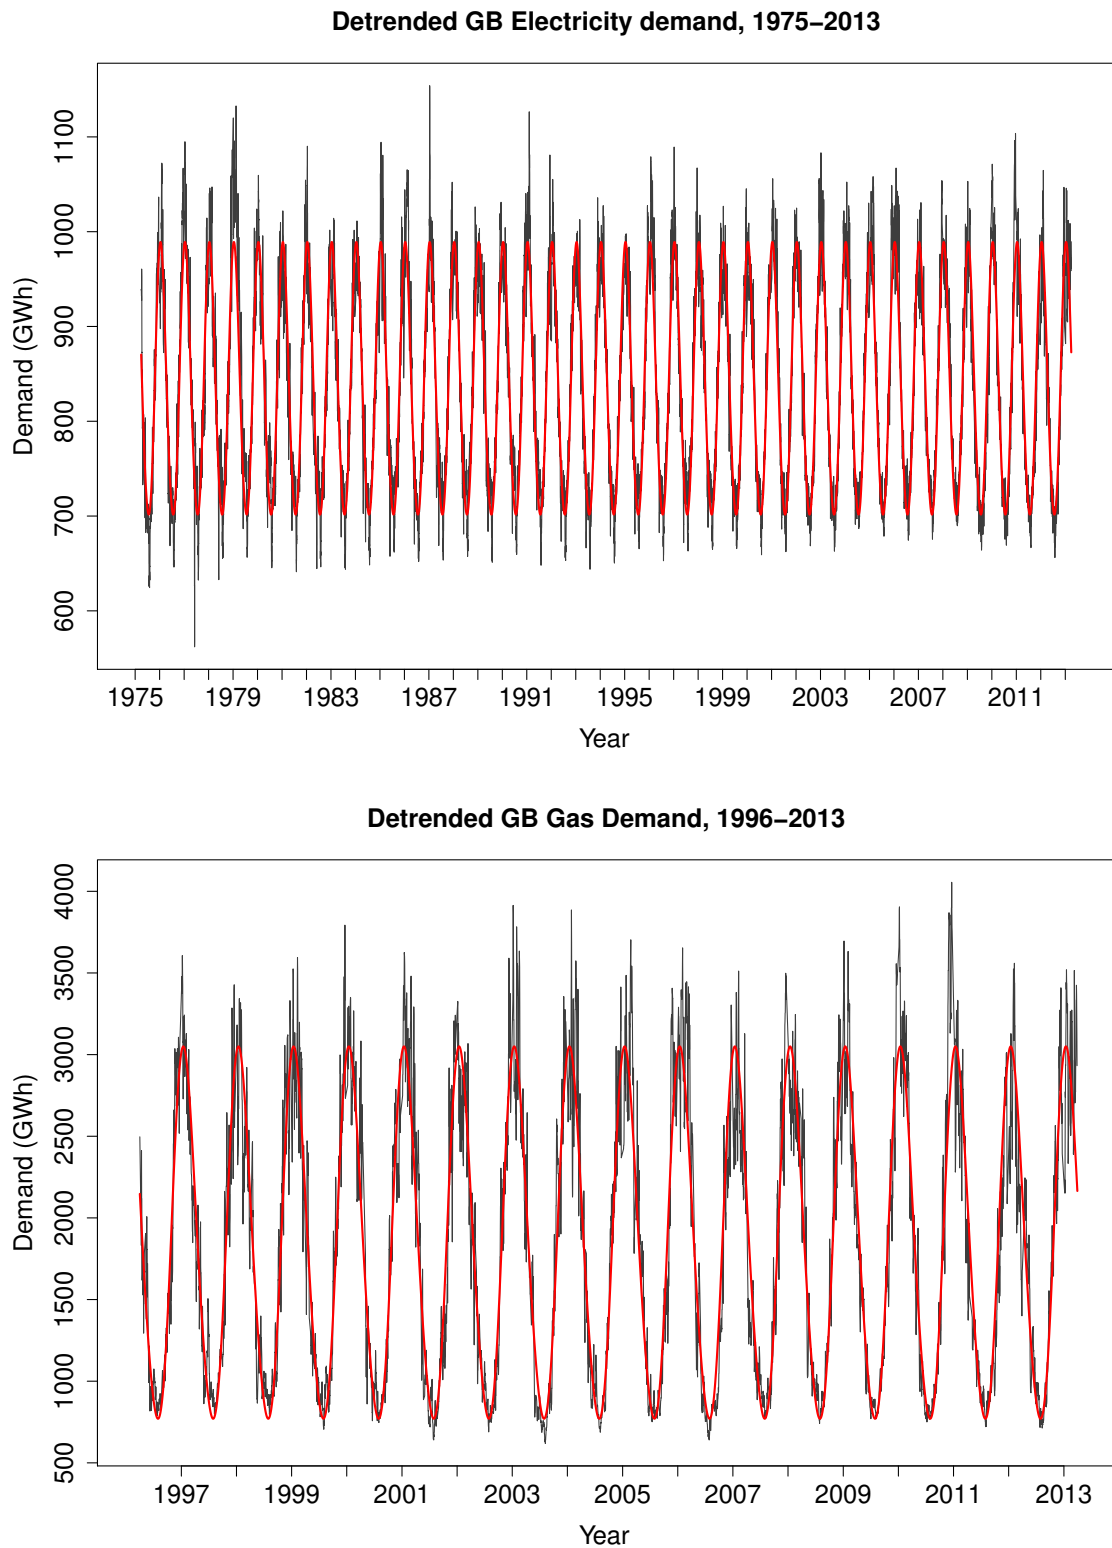 Detrended GB Electricity demand, 1975−2013
Demand (GWh)
1100
1000
900
800
700
600
1975 1979 1983 1987 1991 1995 1999 2003 2007 2011
Year
Detrended GB Gas Demand, 1996−2013
Demand (GWh)
4000
3500
3000
2500
2000
1500
1000
500
1997 1999 2001 2003 2005 2007 2009 2011 2013
Year